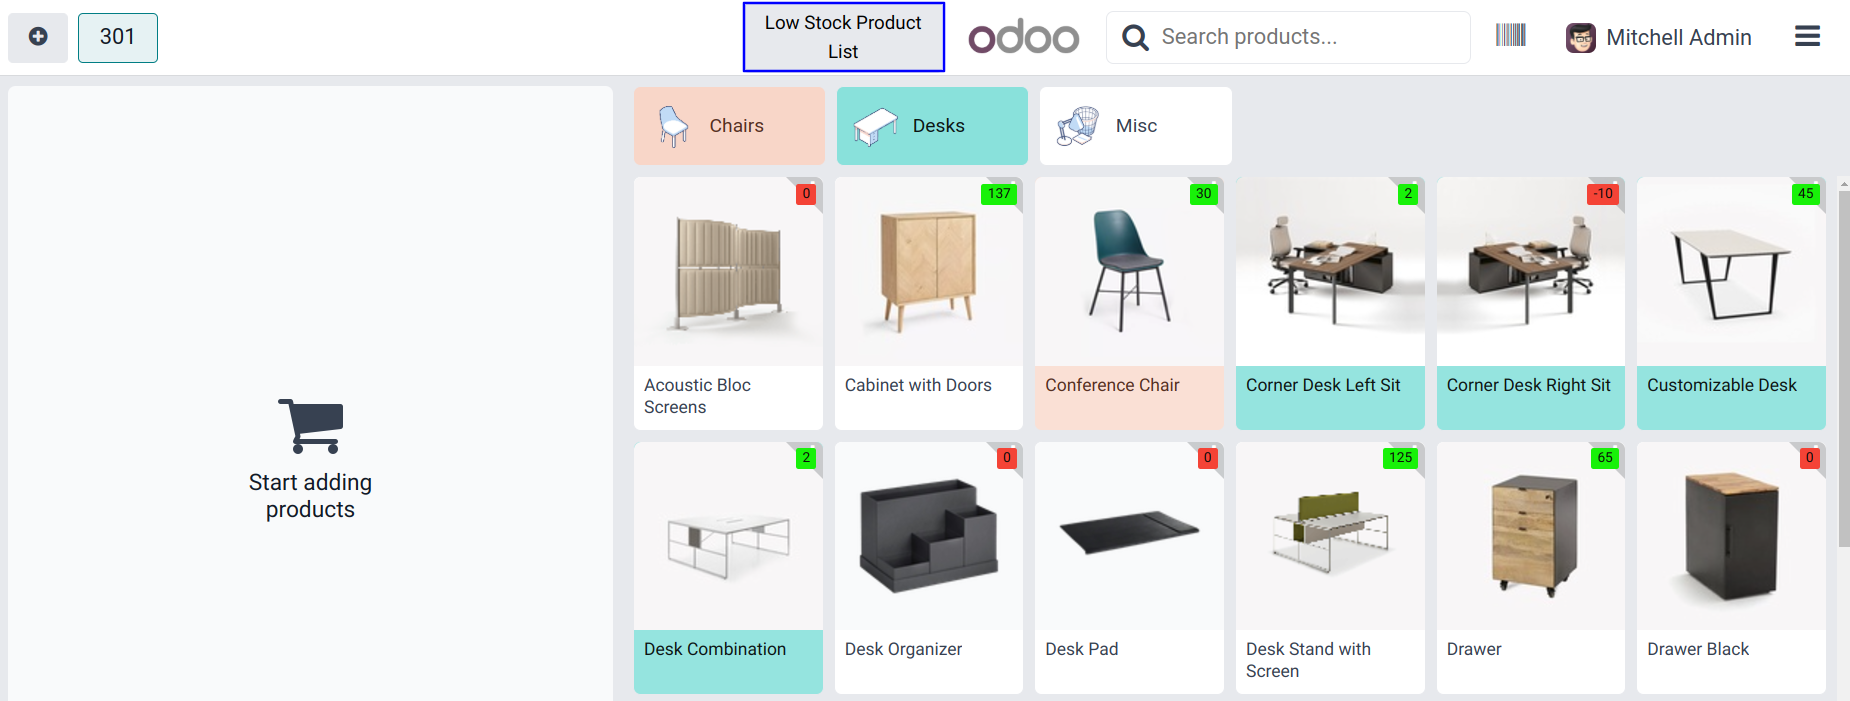 301
Low Stock Product
List
odoo
Search products...
Mitchell Admin
Chairs
Desks
Misc
0
137
30
2
-10
45
Acoustic Bloc
Screens
Cabinet with Doors
Conference Chair
Corner Desk Left Sit
Corner Desk Right Sit
Customizable Desk
Start adding
products
2
0
0
125
65
0
Desk Combination
Desk Organizer
Desk Pad
Desk Stand with
Screen
Drawer
Drawer Black